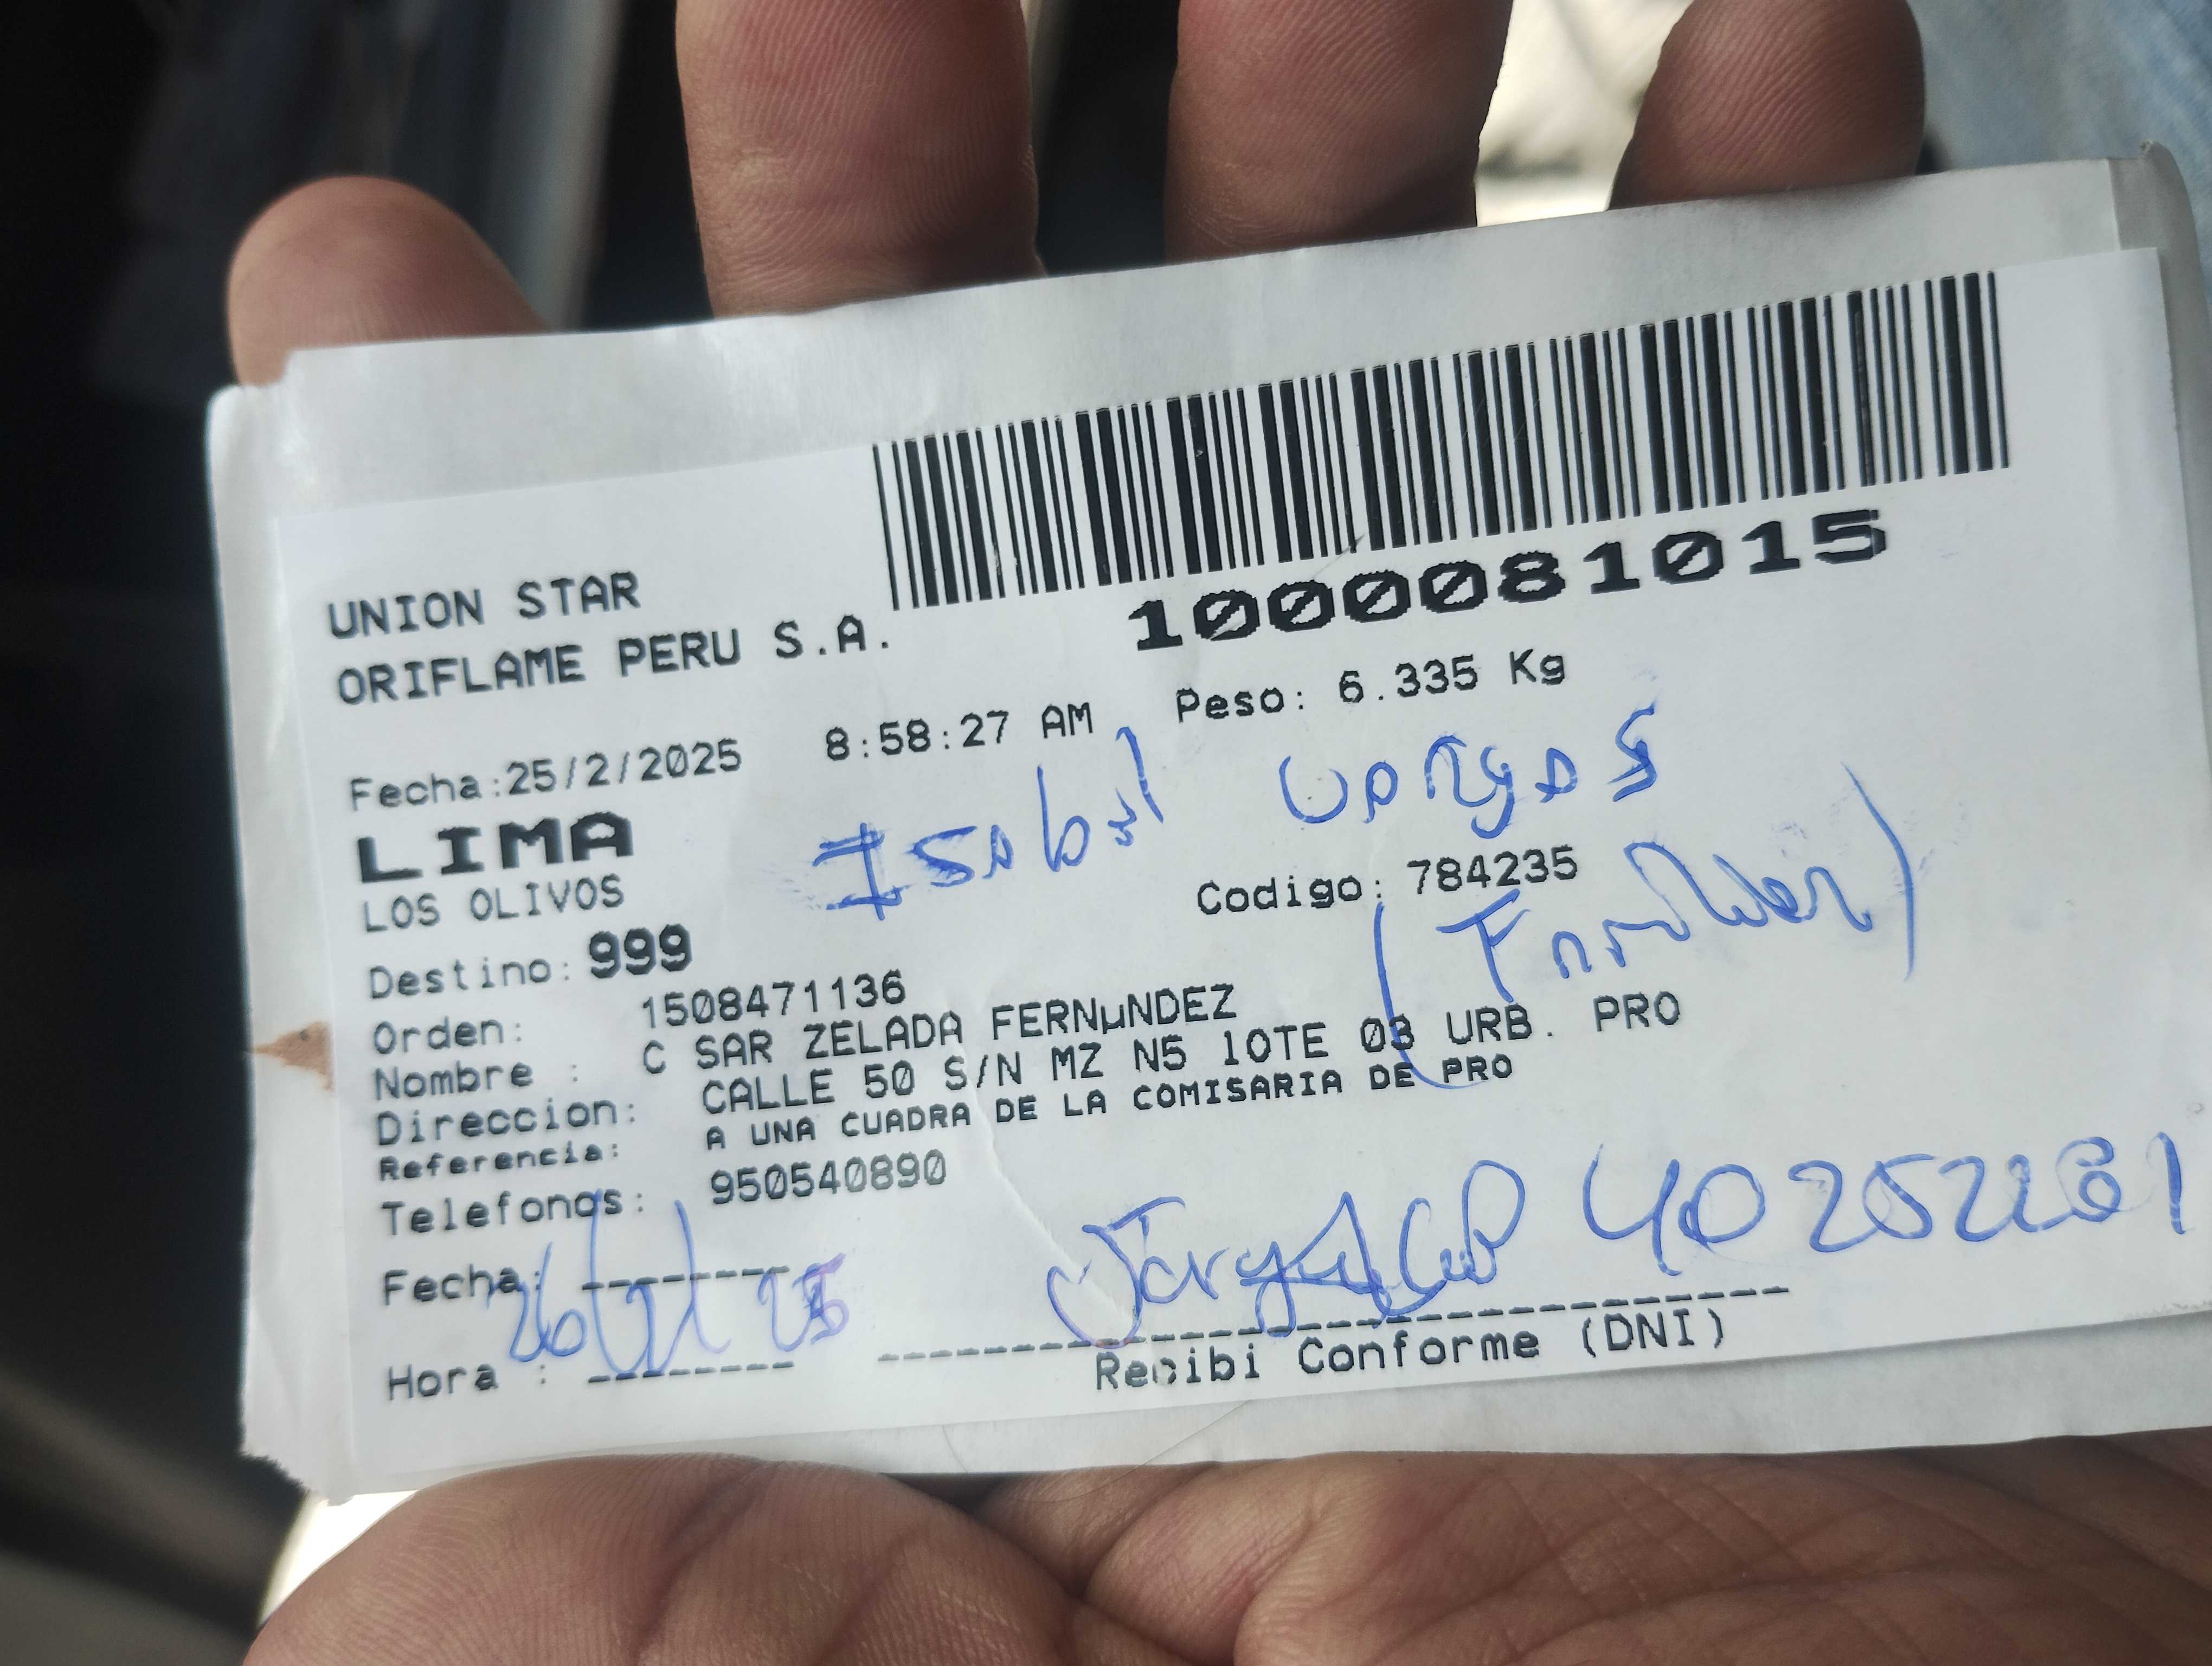 1000081015
UNION STAR
ORIFLAME PERU S.A.
Fecha:25/2/2025 8:58:27 AM Peso: 6.335 Kg
LIMA
Isabel vargas
LOS OLIVOS
Codigo: 784235
Destino: 999
(Familiar)
Orden: 1508471136
Nombre : C SAR ZELADA FERNµNDEZ
Direccion: CALLE 50 S/N MZ N5 lOTE 03 URB. PRO
Referencia: A UNA CUADRA DE LA COMISARIA DE PRO
Telefonos: 950540890
Fecha: 26/2/25
Hora :
Recibi Conforme (DNI)